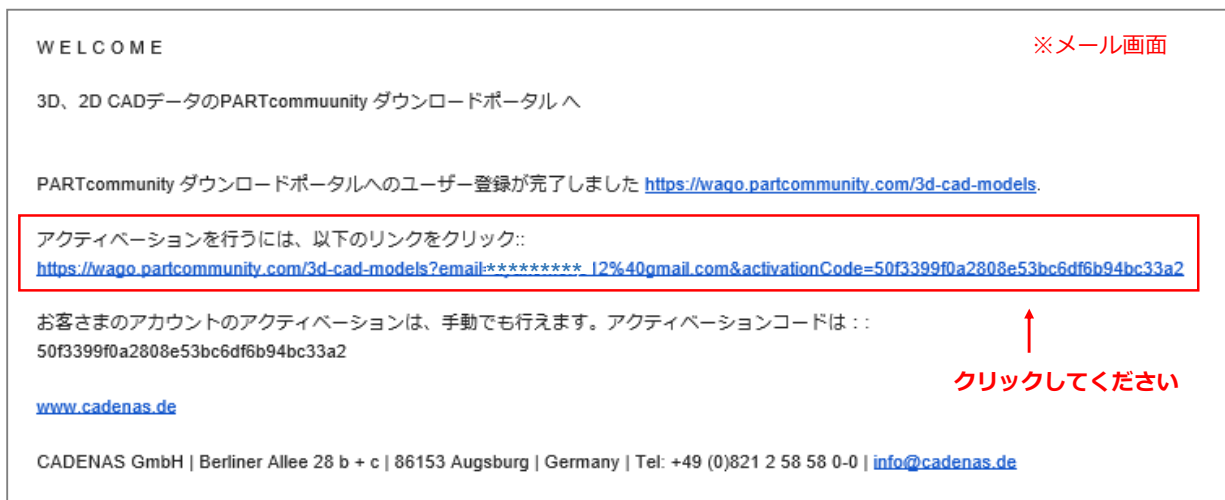 WELCOME
※メール画面
3D、2D CADデータのPARTcommuunity ダウンロードポータル へ
PARTcommunity ダウンロードポータルへのユーザー登録が完了しました https://wago.partcommunity.com/3d-cad-models.
アクティベーションを行うには、以下のリンクをクリック::
https://wago.partcommunity.com/3d-cad-models?email=*********_l2%40gmail.com&activationCode=50f3399f0a2808e53bc6df6b94bc33a2
お客さまのアカウントのアクティベーションは、手動でも行えます。アクティベーションコードは : :
50f3399f0a2808e53bc6df6b94bc33a2
クリックしてください
www.cadenas.de
CADENAS GmbH | Berliner Allee 28 b + c | 86153 Augsburg | Germany | Tel: +49 (0)821 2 58 58 0-0 | info@cadenas.de